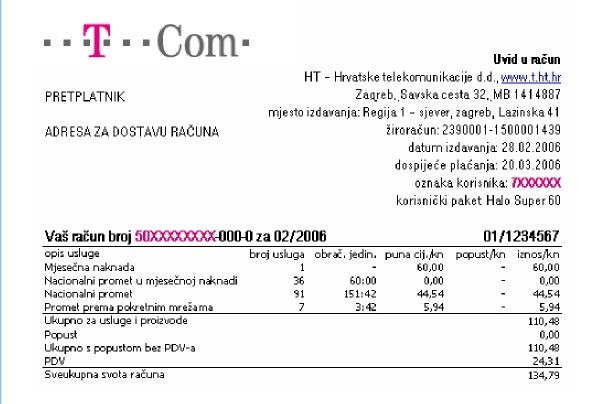 ··T··Com·
Uvid u račun
HT - Hrvatske telekomunikacije d.d., www.t.ht.hr
PRETPLATNIK
Zagreb, Savska cesta 32, MB 1414887
mjesto izdavanja: Regija 1 - sjever, zagreb, Lazinska 41
ADRESA ZA DOSTAVU RAČUNA
žiroračun: 2390001-1500001439
datum izdavanja: 28.02.2006
dospijeće plaćanja: 20.03.2006
oznaka korisnika: 7XXXXXX
korisnički paket Halo Super 60
Vaš račun broj 50XXXXXXXX-000-0 za 02/2006 01/1234567
opis usluge broj usluga obrač. jedin. puna cij./kn popust/kn iznos/kn
Mjesečna naknada 1 - 60,00 - 60,00
Nacionalni promet u mjesečnoj naknadi 36 60:00 0,00 - 0,00
Nacionalni promet 91 151:42 44,54 - 44,54
Promet prema pokretnim mrežama 7 3:42 5,94 - 5,94
Ukupno za usluge i proizvode 110,48
Popust 0,00
Ukupno s popustom bez PDV-a 110,48
PDV 24,31
Sveukupna svota računa 134,79